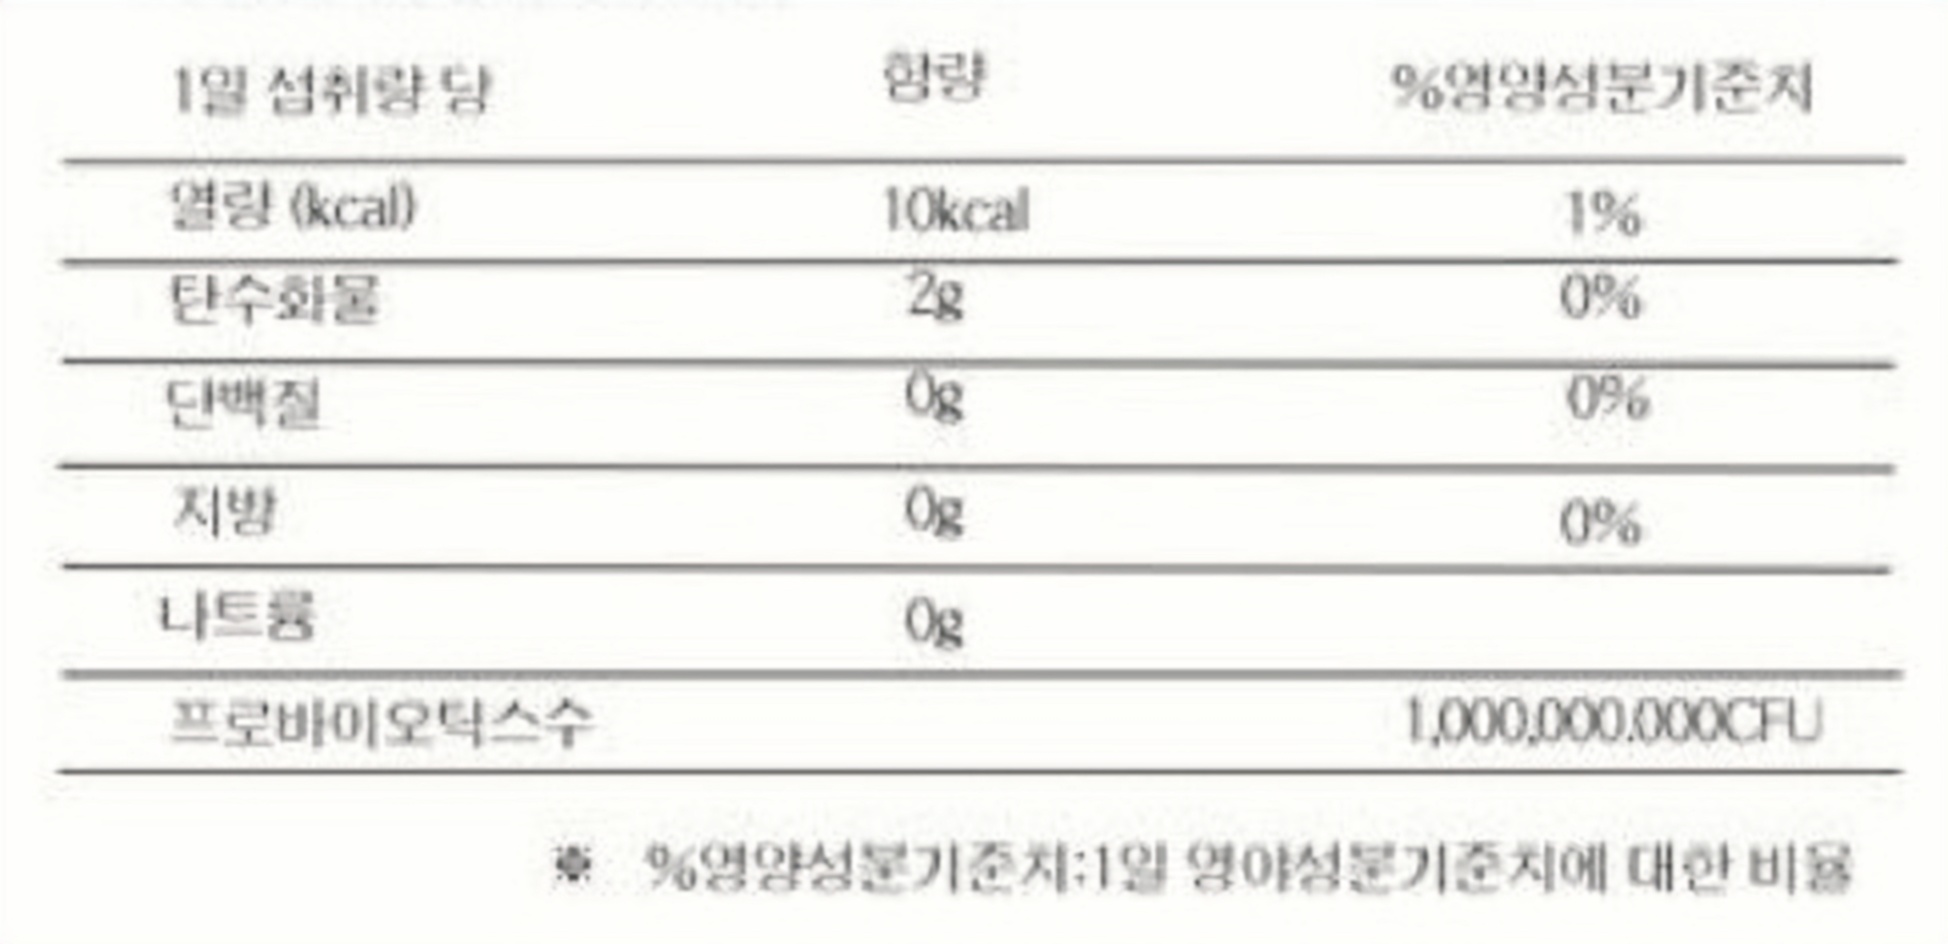 1일 섭취량 당 함량 %영양성분기준치
열량 (kcal) 10kcal 1%
탄수화물 2g 0%
단백질 0g 0%
지방 0g 0%
나트륨 0g
프로바이오틱스수 1,000,000.000CFU
※ %영양성분기준치:1일 영야성분기준치에 대한 비율